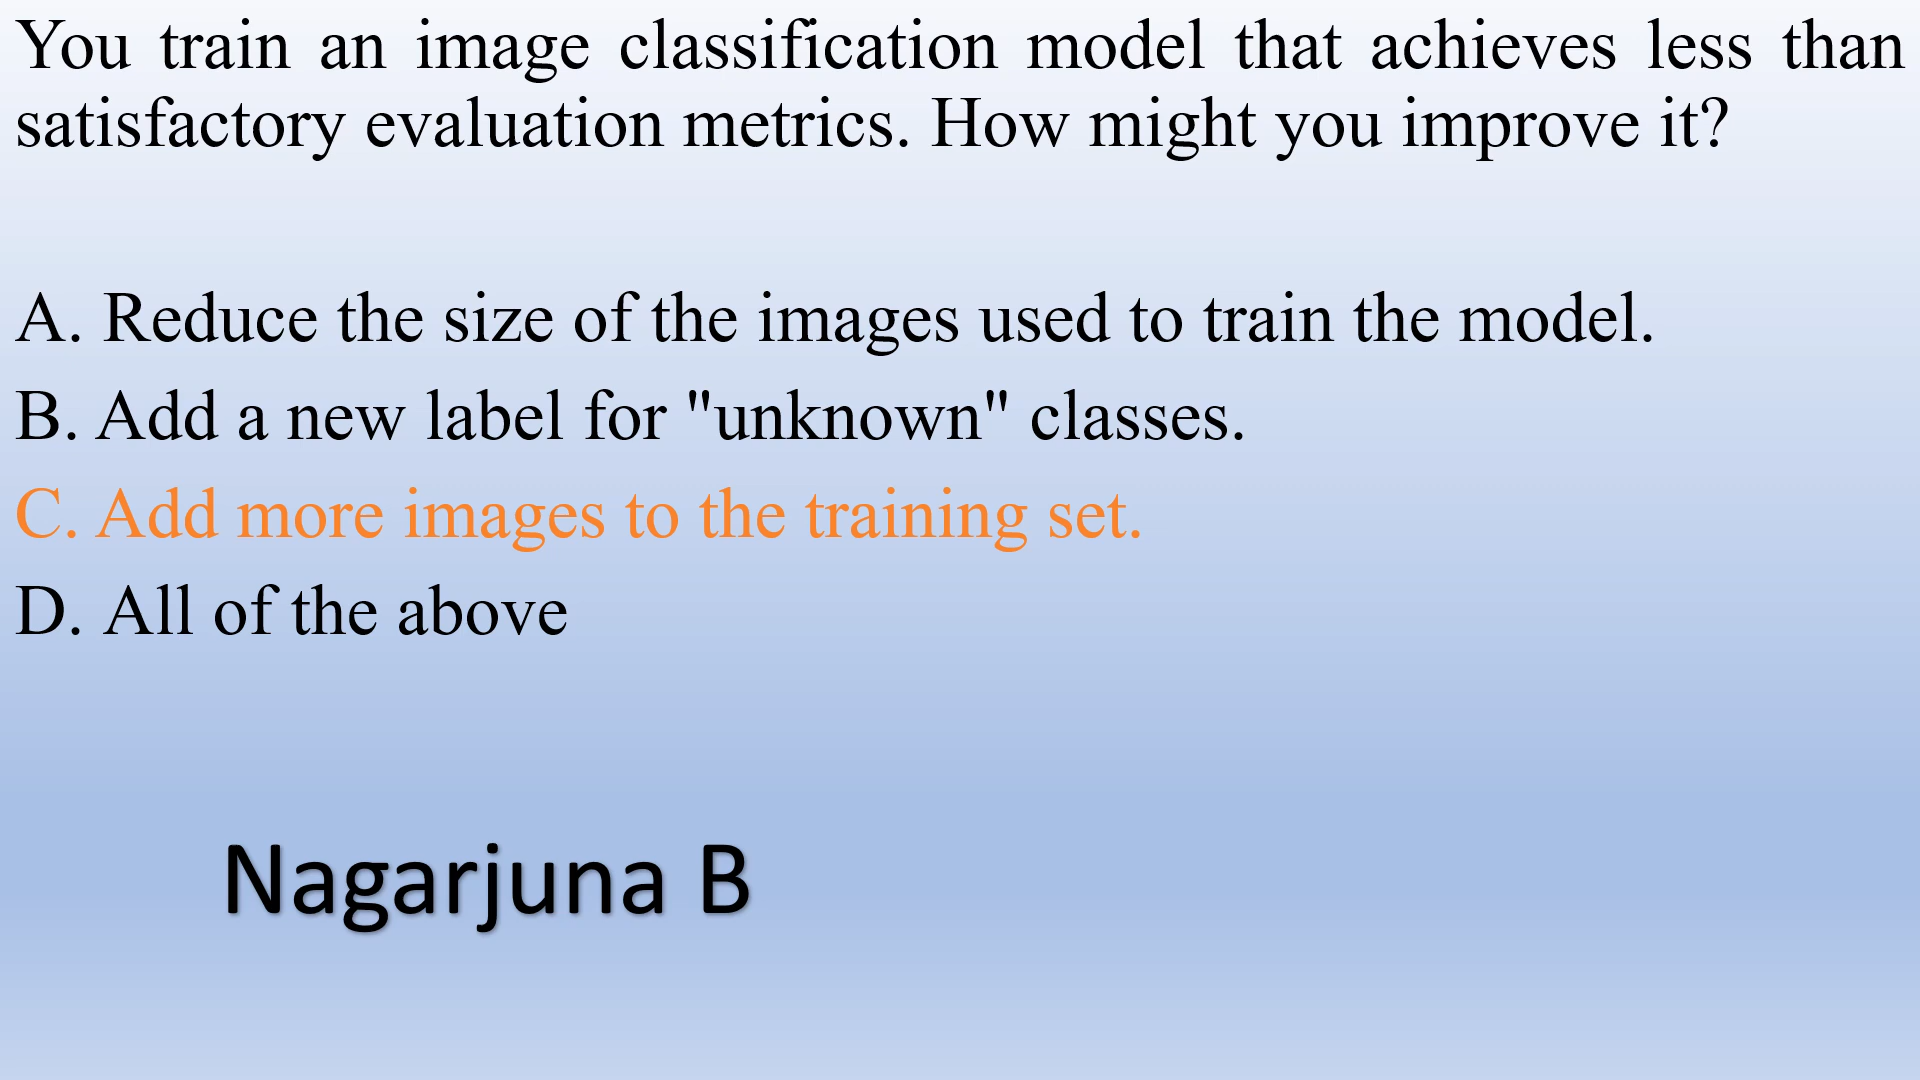 You train an image classification model that achieves less than
satisfactory evaluation metrics. How might you improve it?
A. Reduce the size of the images used to train the model.
B. Add a new label for "unknown" classes.
C. Add more images to the training set.
D. All of the above
Nagarjuna B